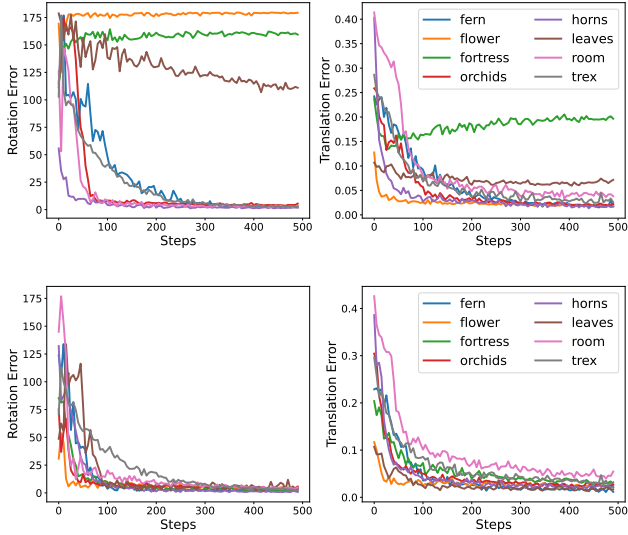 175
150
125
100
75
50
25
0
Rotation Error
0 100 200 300 400 500
Steps
0.40
0.35
0.30
0.25
0.20
0.15
0.10
0.05
0.00
Translation Error
fern horns
flower leaves
fortress room
orchids trex
0 100 200 300 400 500
Steps
175
150
125
100
75
50
25
0
Rotation Error
0 100 200 300 400 500
Steps
0.4
0.3
0.2
0.1
0.0
Translation Error
fern horns
flower leaves
fortress room
orchids trex
0 100 200 300 400 500
Steps